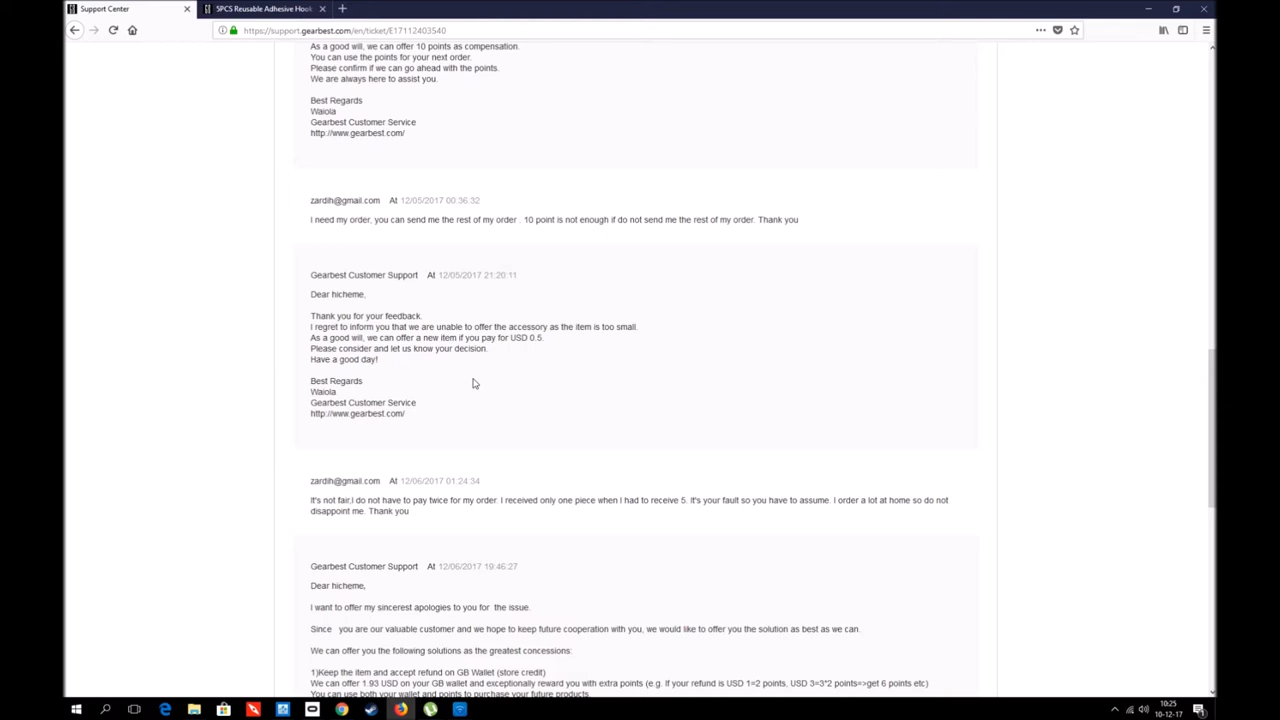 Support Center
5PCS Reusable Adhesive Hook
https://support.gearbest.com/en/ticket/E17112403540
As a good will, we can offer 10 points as compensation.
You can use the points for your next order.
Please confirm if we can go ahead with the points.
We are always here to assist you.
Best Regards
Waiola
Gearbest Customer Service
http://www.gearbest.com/
zardih@gmail.com At 12/05/2017 00:36:32
I need my order, you can send me the rest of my order . 10 point is not enough if do not send me the rest of my order. Thank you
Gearbest Customer Support At 12/05/2017 21:20:11
Dear hicheme,
Thank you for your feedback.
I regret to inform you that we are unable to offer the accessory as the item is too small.
As a good will, we can offer a new item if you pay for USD 0.5.
Please consider and let us know your decision.
Have a good day!
Best Regards
Waiola
Gearbest Customer Service
http://www.gearbest.com/
zardih@gmail.com At 12/06/2017 01:24:34
It's not fair,I do not have to pay twice for my order. I received only one piece when I had to receive 5. It's your fault so you have to assume. I order a lot at home so do not
disappoint me. Thank you
Gearbest Customer Support At 12/06/2017 19:46:27
Dear hicheme,
I want to offer my sincerest apologies to you for the issue.
Since you are our valuable customer and we hope to keep future cooperation with you, we would like to offer you the solution as best as we can.
We can offer you the following solutions as the greatest concessions:
1)Keep the item and accept refund on GB Wallet (store credit)
We can offer 1.93 USD on your GB wallet and exceptionally reward you with extra points (e.g. If your refund is USD 1=2 points, USD 3=3*2 points=>get 6 points etc)
You can use both your wallet and points to purchase your future products.
10:25
10-12-17